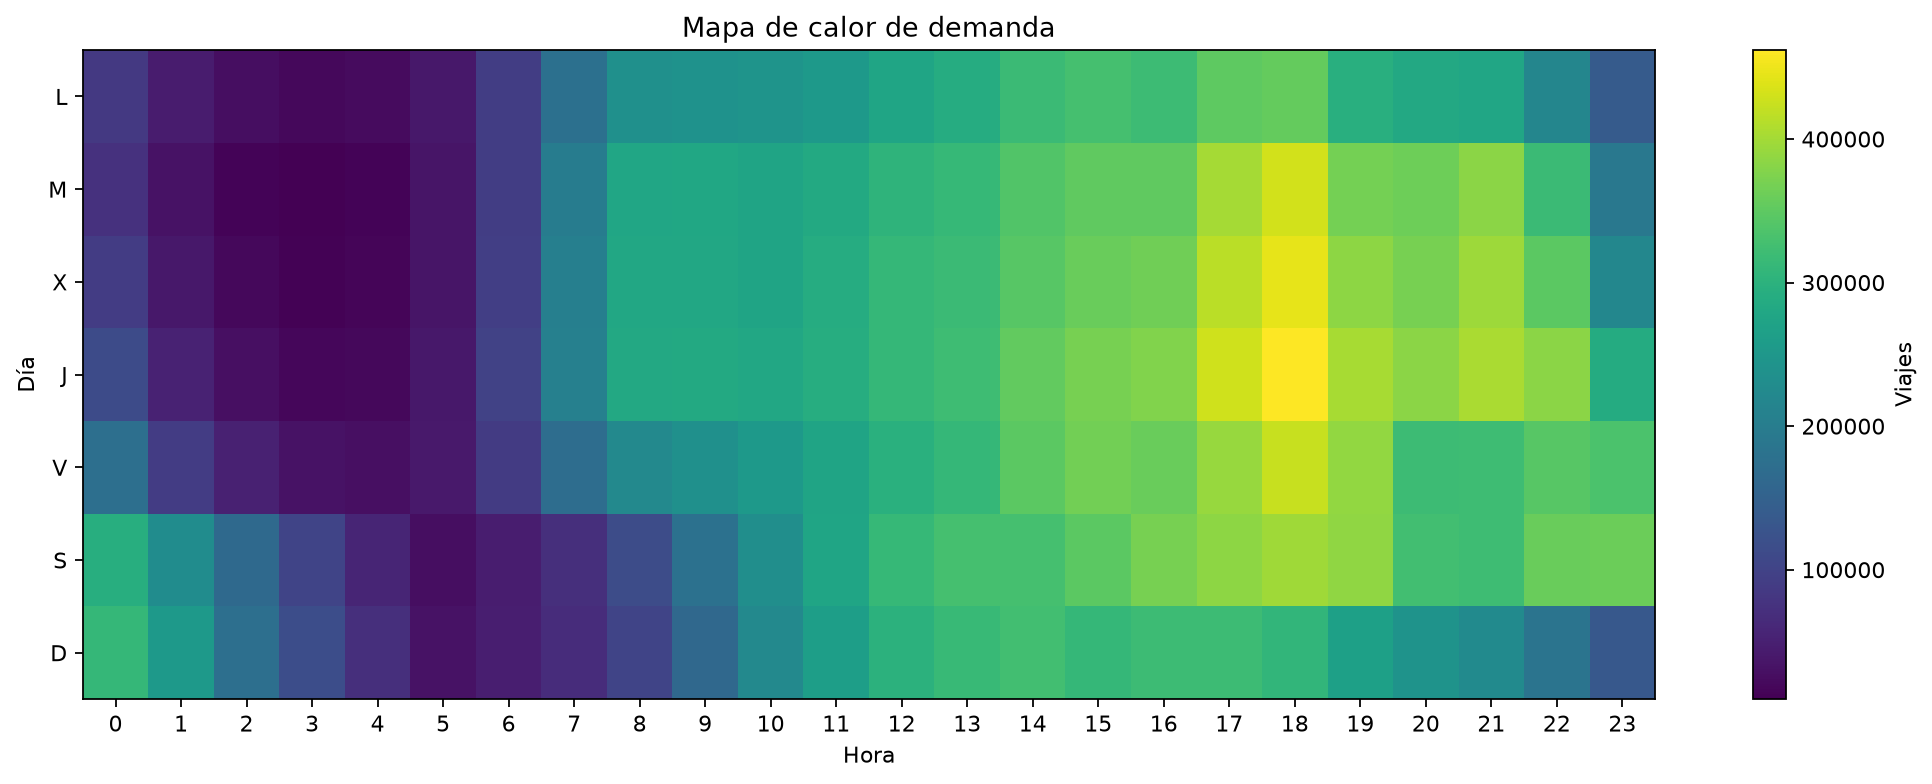 Mapa de calor de demanda
Día
L
M
X
J
V
S
D
0 1 2 3 4 5 6 7 8 9 10 11 12 13 14 15 16 17 18 19 20 21 22 23
Hora
400000
300000
200000
100000
Viajes